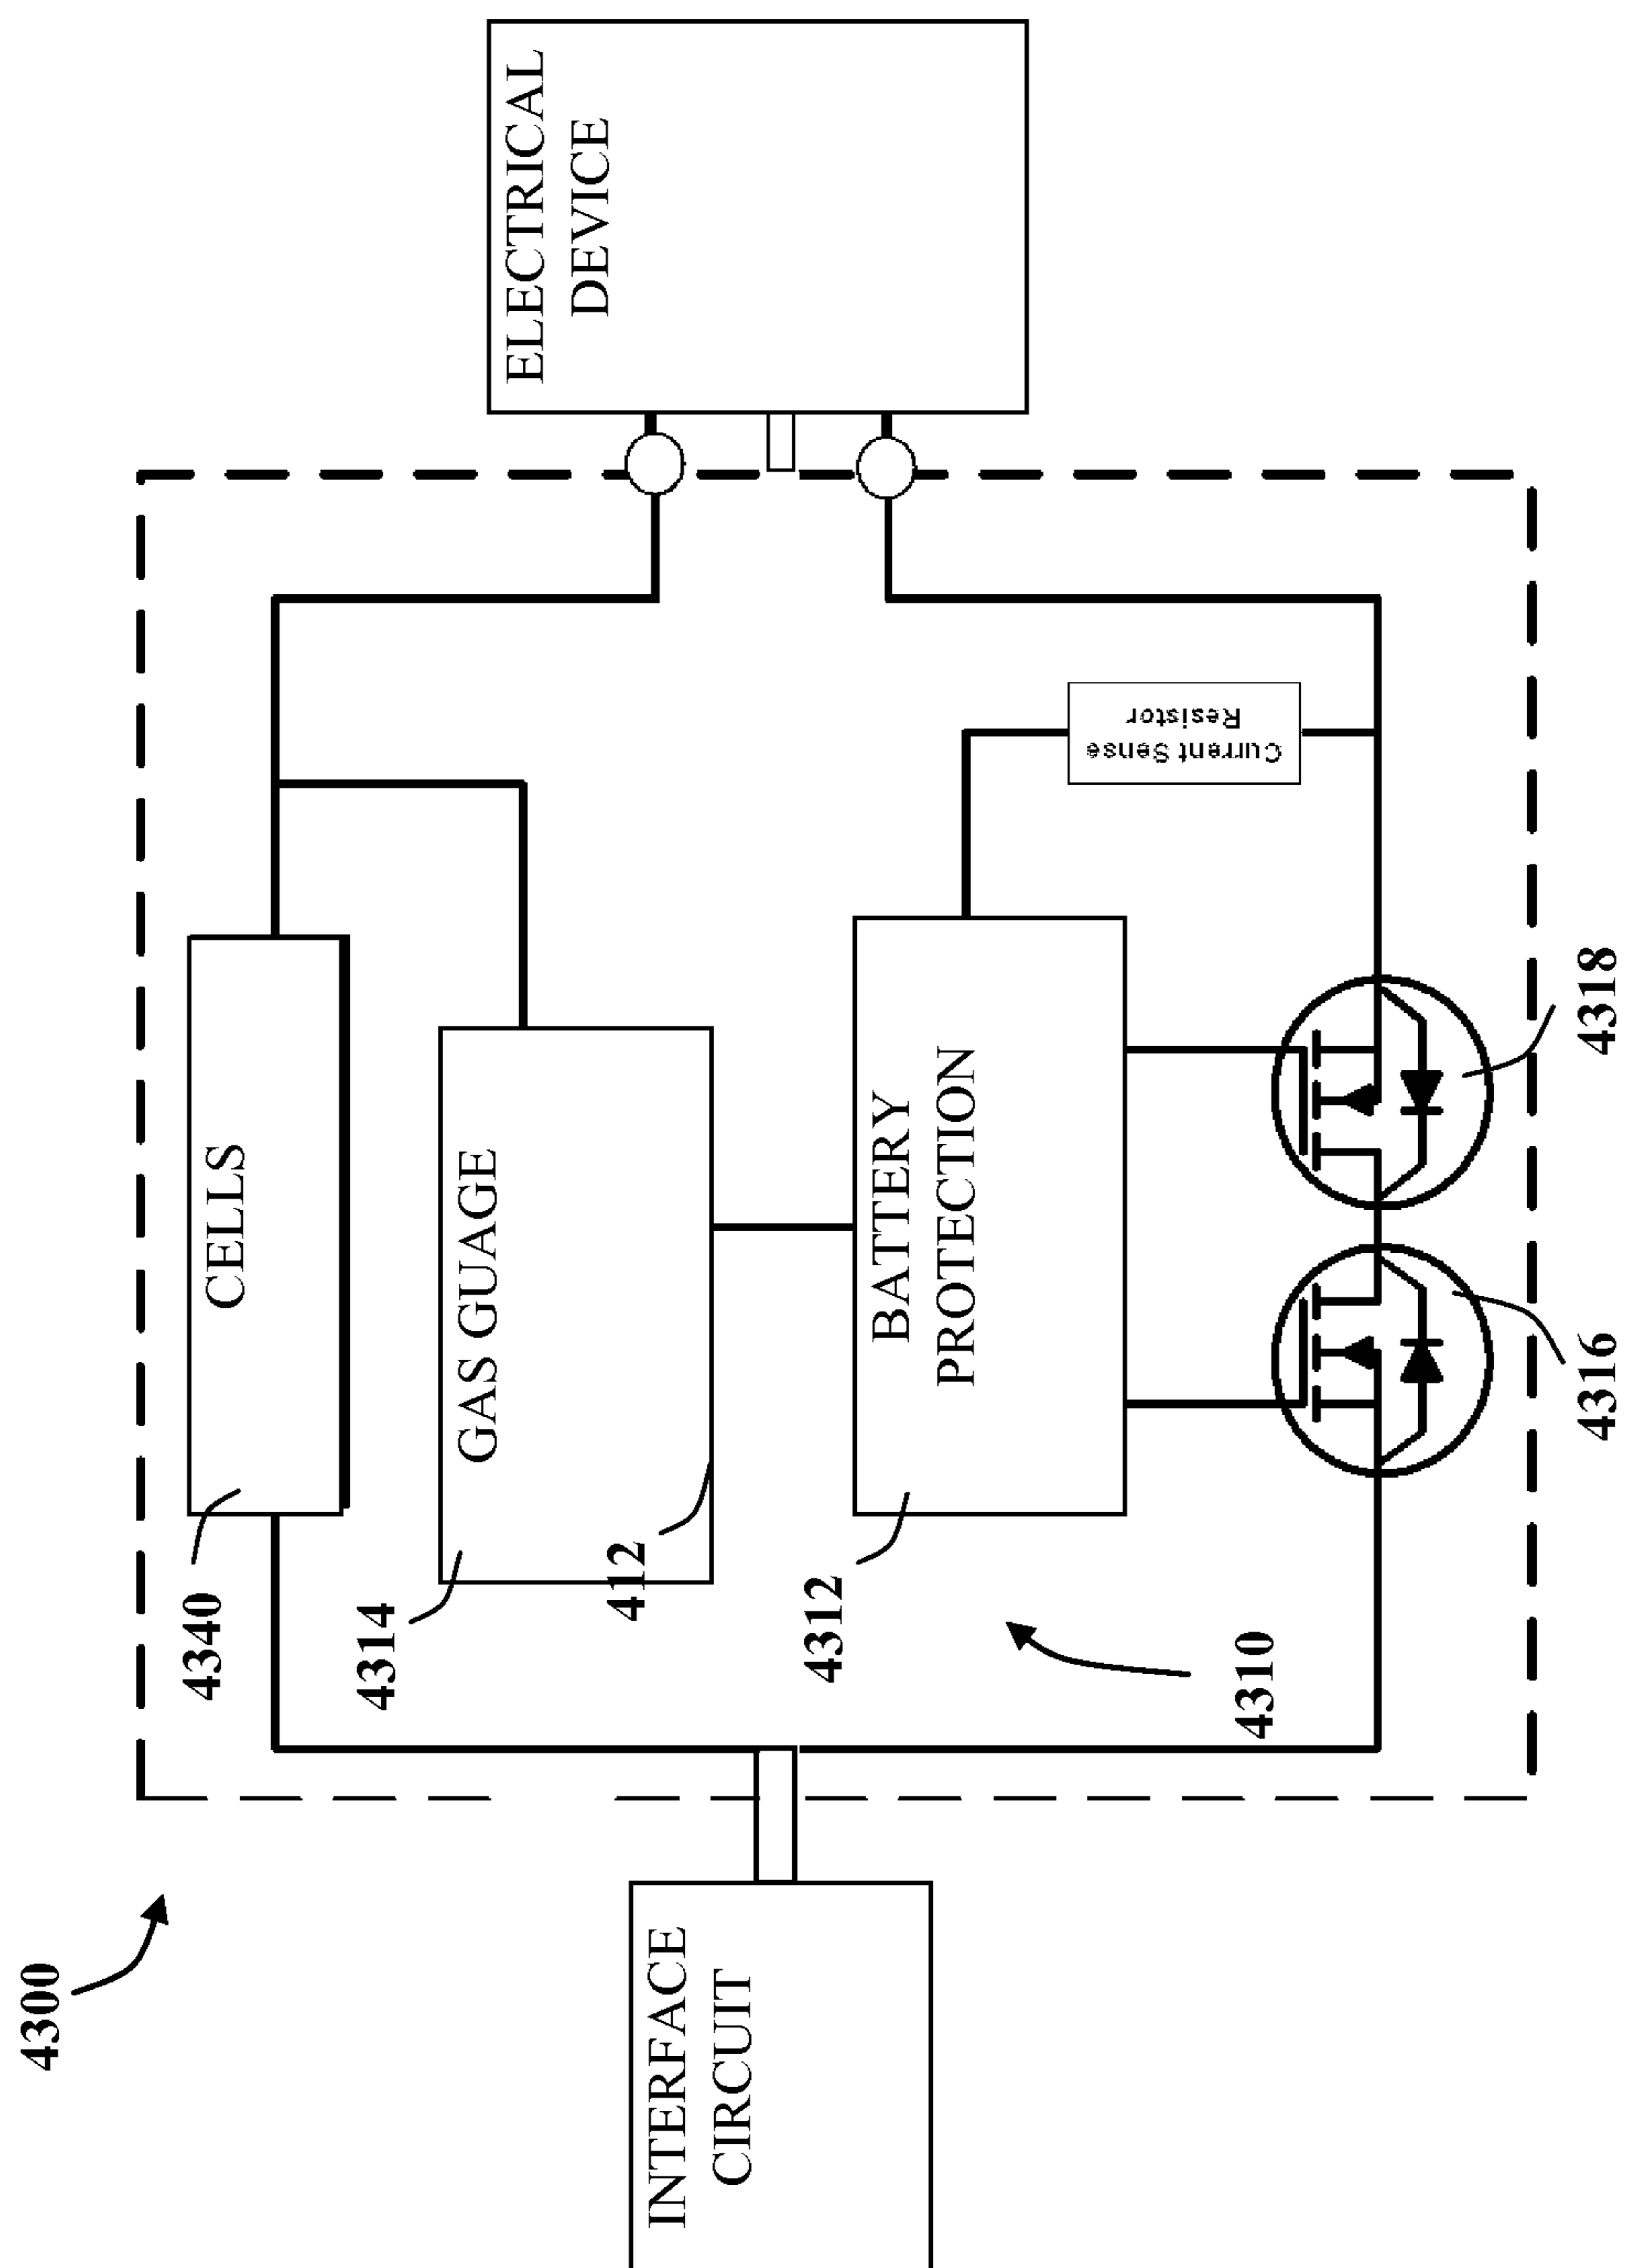 4300
INTERFACE
CIRCUIT
4340
CELLS
4314
GAS GUAGE
412
4312
BATTERY
PROTECTION
4310
4316
4318
Current Sense
Resistor
ELECTRICAL
DEVICE